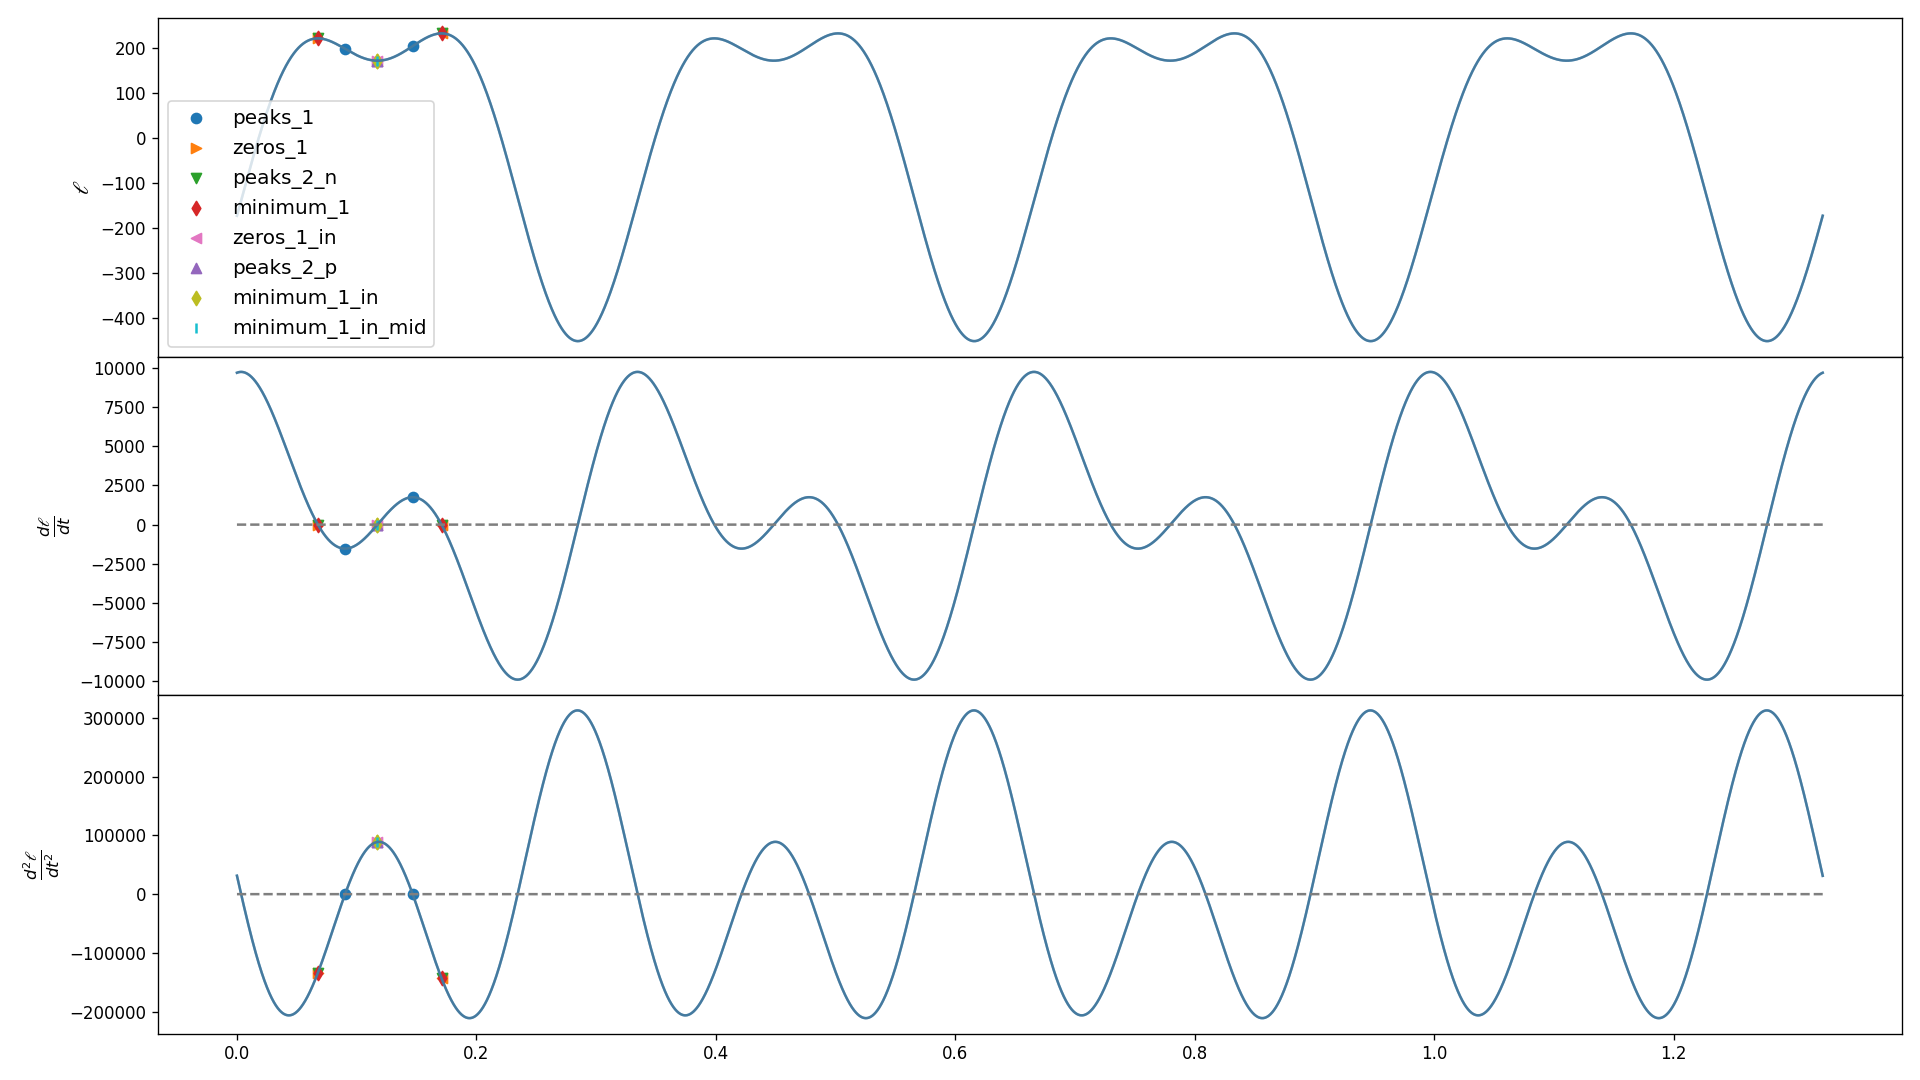 200
100
0
−100
−200
−300
−400
ℓ
peaks_1
zeros_1
peaks_2_n
minimum_1
zeros_1_in
peaks_2_p
minimum_1_in
minimum_1_in_mid
10000
7500
5000
2500
0
−2500
−5000
−7500
−10000
dℓ
dt
300000
200000
100000
0
−100000
−200000
d²ℓ
dt²
0.0 0.2 0.4 0.6 0.8 1.0 1.2